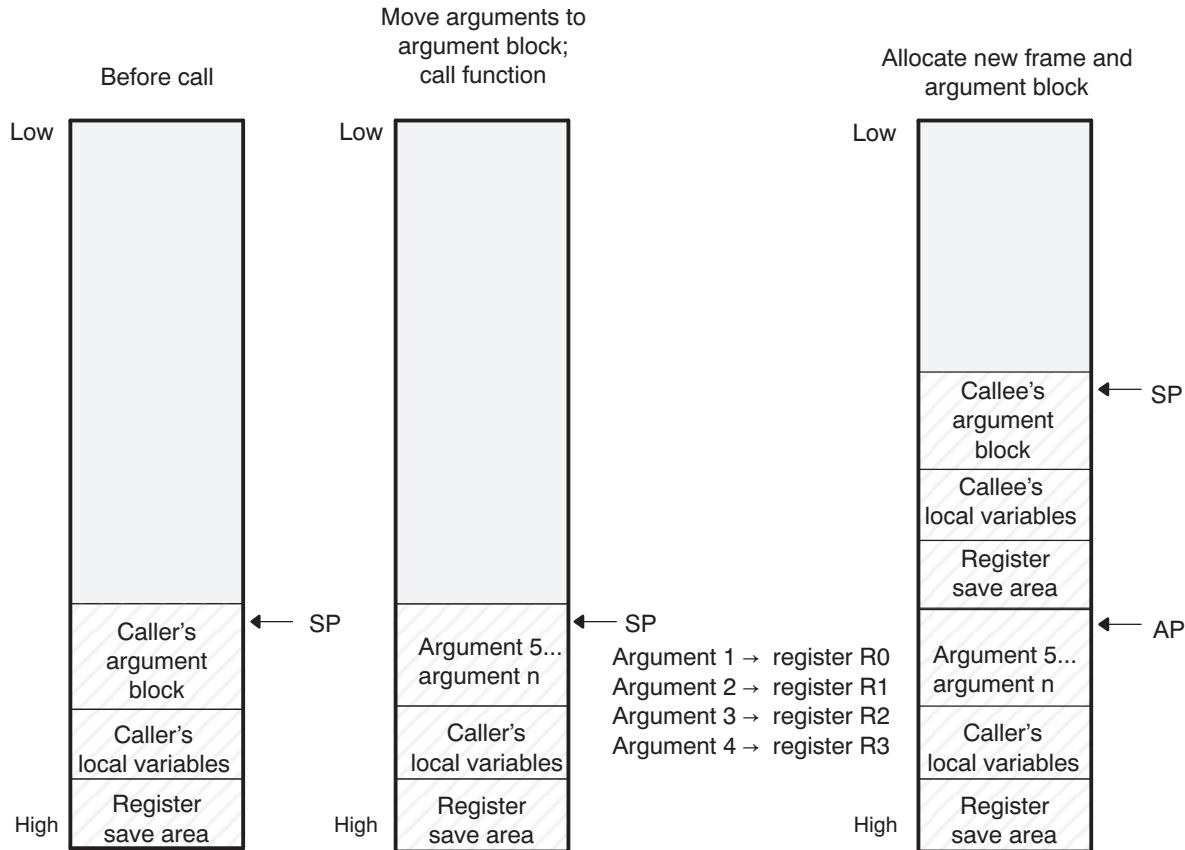 Before call
Low
Caller's
argument
block
SP
Caller's
local variables
Register
save area
High
Move arguments to
argument block;
call function
Low
Argument 5...
argument n
SP
Argument 1 → register R0
Argument 2 → register R1
Argument 3 → register R2
Argument 4 → register R3
Caller's
local variables
Register
save area
High
Allocate new frame and
argument block
Low
Callee's
argument
block
SP
Callee's
local variables
Register
save area
AP
Argument 5...
argument n
Caller's
local variables
Register
save area
High